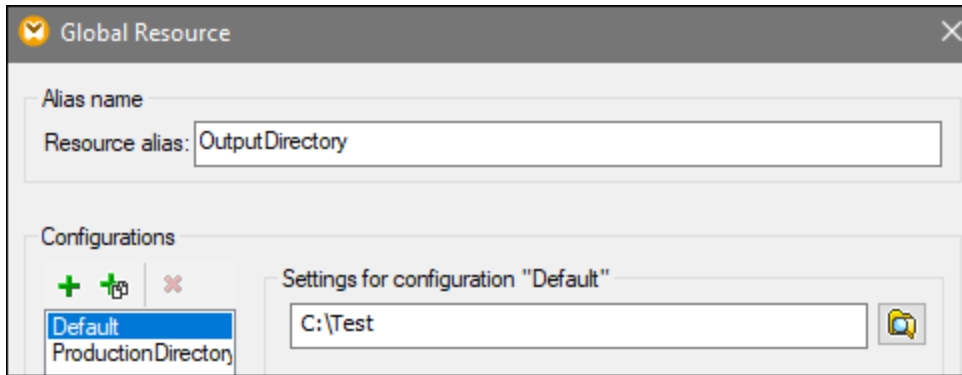 Global Resource
Alias name
Resource alias: OutputDirectory
Configurations
Settings for configuration "Default"
C:\Test
Default
ProductionDirectory